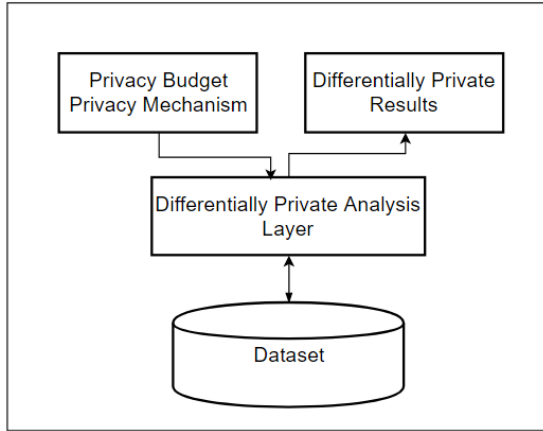 Privacy Budget
Privacy Mechanism
Differentially Private
Results
Differentially Private Analysis
Layer
Dataset